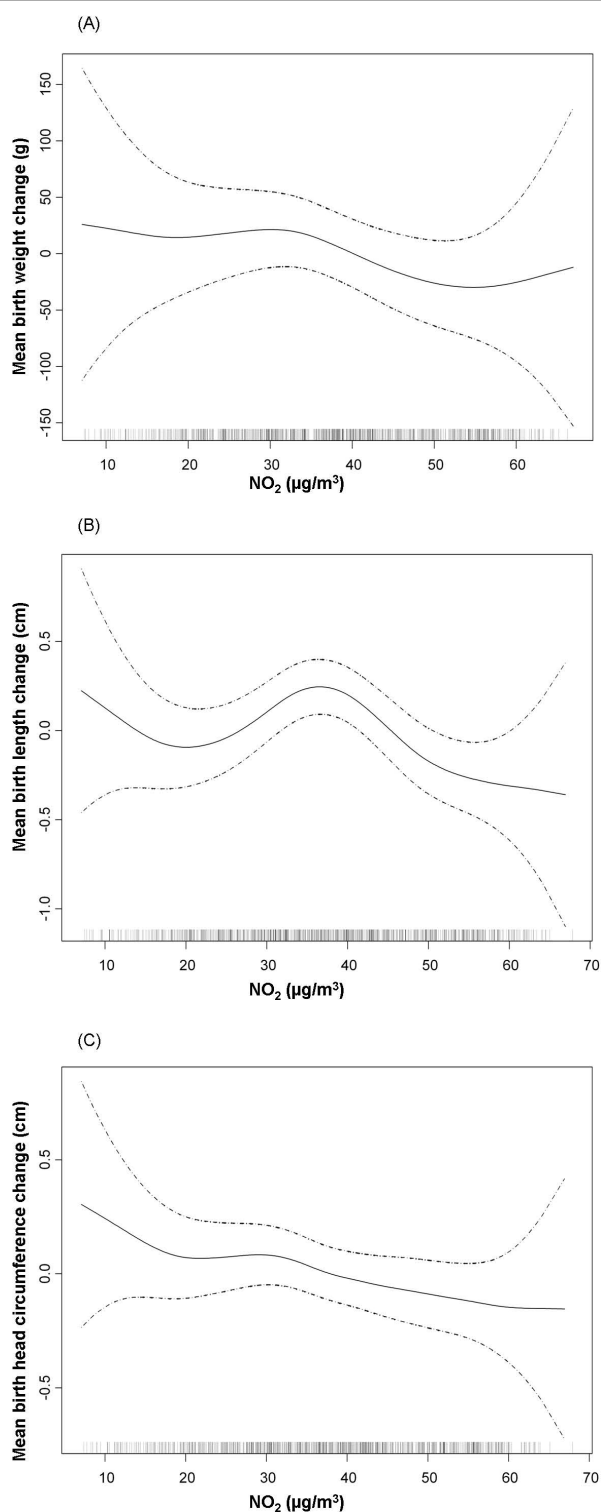 (A)
Mean birth weight change (g)
150
100
50
0
-50
-100
-150
10 20 30 40 50 60
NO₂ (µg/m³)
(B)
Mean birth length change (cm)
0.5
0.0
-0.5
-1.0
10 20 30 40 50 60 70
NO₂ (µg/m³)
(C)
Mean birth head circumference change (cm)
0.5
0.0
-0.5
10 20 30 40 50 60 70
NO₂ (µg/m³)